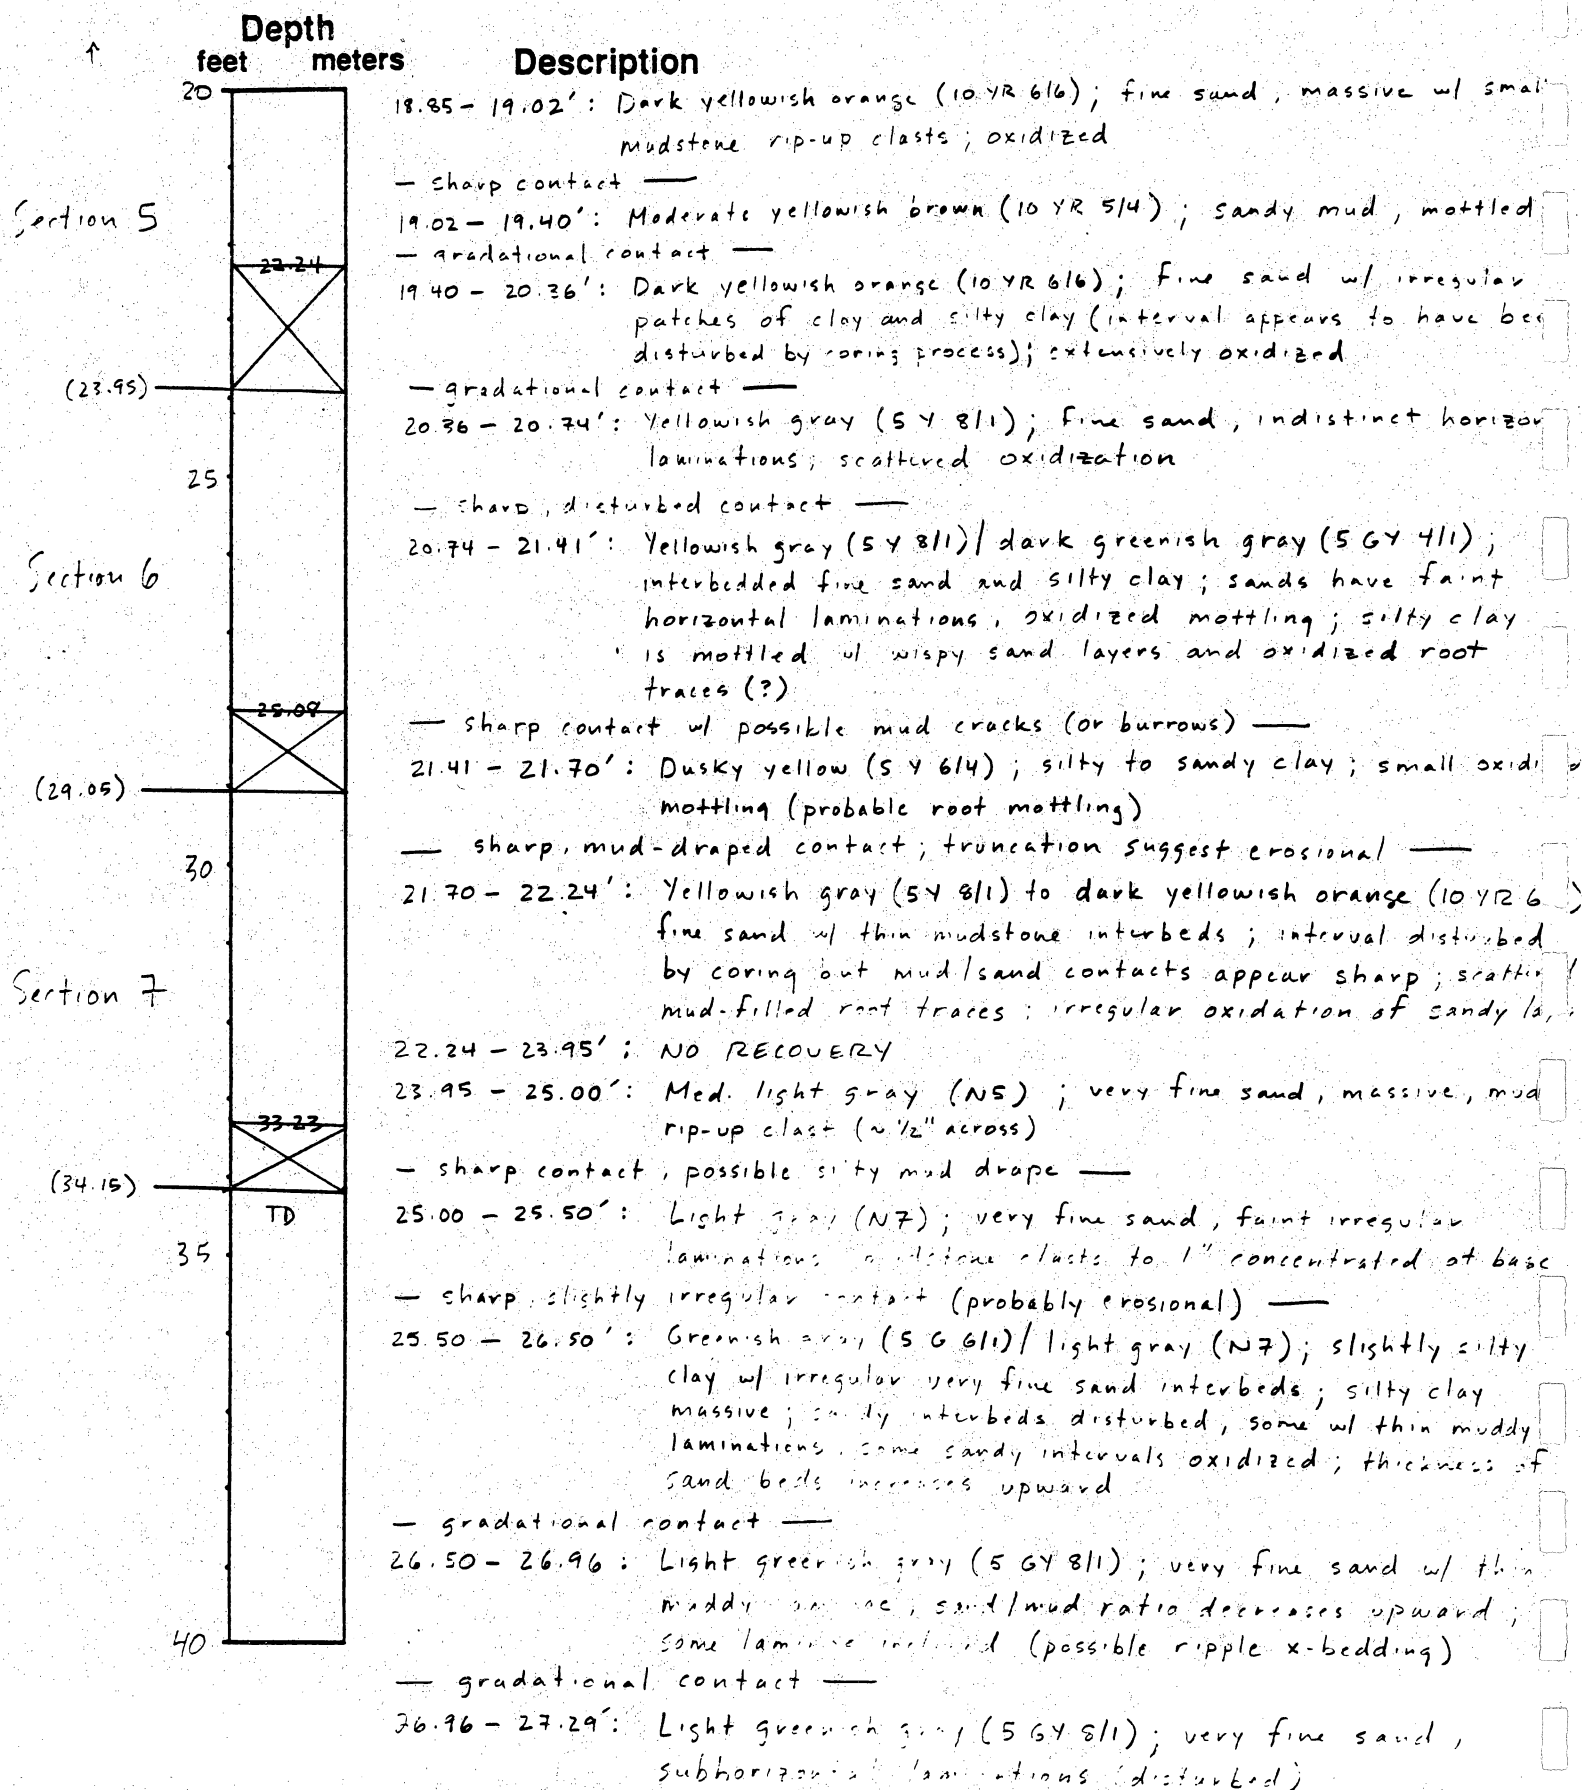 Depth
feet meters Description
↑
20
18.85 – 19.02': Dark yellowish orange (10 YR 6/6); fine sand, massive w/ smal
mudstone rip-up clasts; oxidized
— sharp contact —
Section 5
19.02 – 19.40': Moderate yellowish brown (10 YR 5/4); sandy mud, mottled
— gradational contact —
22.24
19.40 – 20.36': Dark yellowish orange (10 YR 6/6); fine sand w/ irregular
patches of clay and silty clay (interval appears to have bee
disturbed by coring process); extensively oxidized
(23.95)
— gradational contact —
20.36 – 20.74': Yellowish gray (5 Y 8/1); fine sand, indistinct horizon
laminations; scattered oxidization
25
— sharp, disturbed contact —
20.74 – 21.41': Yellowish gray (5 Y 8/1)/ dark greenish gray (5 GY 4/1);
Section 6
interbedded fine sand and silty clay; sands have faint
horizontal laminations, oxidized mottling; silty clay
is mottled w/ wispy sand layers and oxidized root
traces (?)
— sharp contact w/ possible mud cracks (or burrows) —
21.41 – 21.70': Dusky yellow (5 Y 6/4); silty to sandy clay; small oxidi
(29.05)
mottling (probable root mottling)
— sharp, mud-draped contact; truncation suggest erosional —
30
21.70 – 22.24': Yellowish gray (5Y 8/1) to dark yellowish orange (10 YR 6 )
fine sand w/ thin mudstone interbeds; interval disturbed
by coring but mud/sand contacts appear sharp;
Section 7
mud-filled root traces; irregular oxidation of sandy
22.24 – 23.95': NO RECOVERY
23.95 – 25.00': Med. light gray (N5); very fine sand, massive, mud
33.23
rip-up clast (~ 1/2" across)
— sharp contact, possible silty mud drape —
(34.15)
TD
25.00 – 25.50': Light gray (N7); very fine sand, faint irregular
35
laminations mudstone clasts to 1" concentrated at base
— sharp, slightly irregular contact (probably erosional) —
25.50 – 26.50': Greenish gray (5 G 6/1)/ light gray (N7); slightly silty
clay w/ irregular very fine sand interbeds; silty clay
massive; sandy interbeds disturbed, some w/ thin muddy
laminations, some sandy intervals oxidized; thickness of
sand beds increases upward
— gradational contact —
26.50 – 26.96: Light greenish gray (5 GY 8/1); very fine sand w/ thin
muddy sand/mud ratio decreases upward;
40
some laminae inclined (possible ripple x-bedding)
— gradational contact —
26.96 – 27.29': Light greenish gray (5 GY 8/1); very fine sand,
subhorizontal laminations (disturbed)